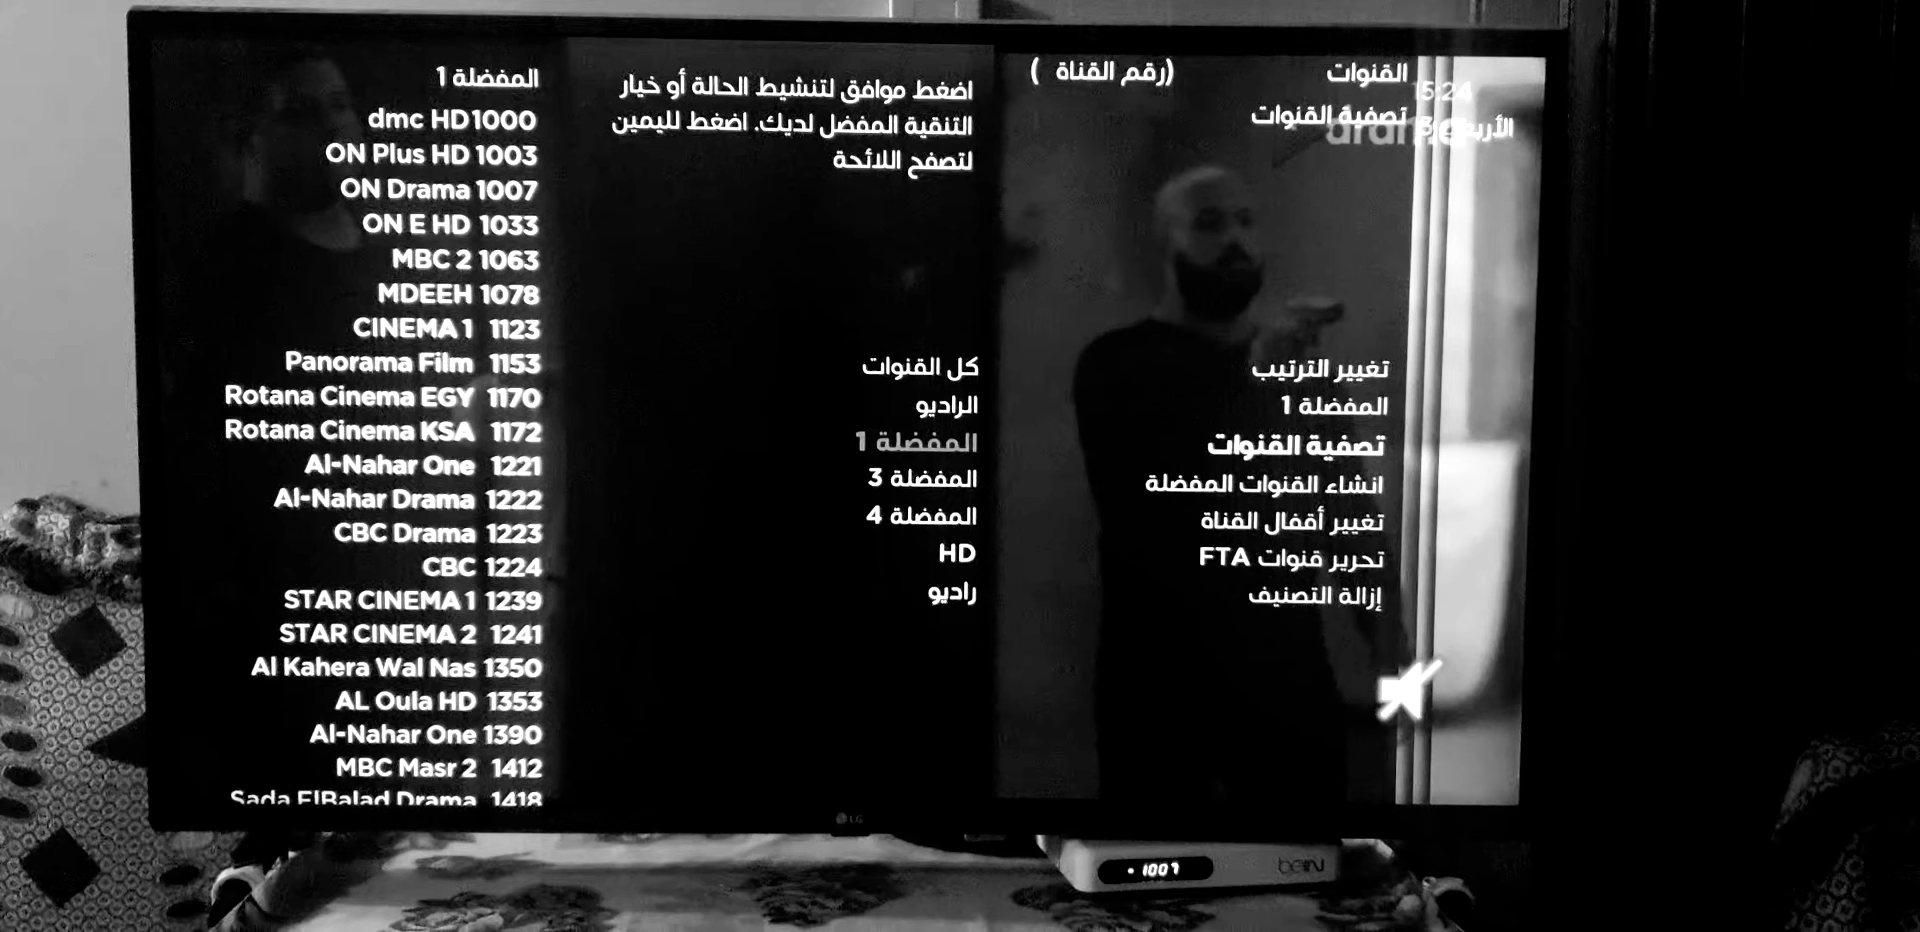 القنوات
(رقم القناة )
15:24
تصفية القنوات
تغيير الترتيب
المفضلة 1
تصفية القنوات
انشاء القنوات المفضلة
تغيير أقفال القناة
تحرير قنوات FTA
إزالة التصنيف
اضغط موافق لتنشيط الحالة أو خيار
التنقية المفضل لديك. اضغط لليمين
لتصفح اللائحة
كل القنوات
الراديو
المفضلة 1
المفضلة 3
المفضلة 4
HD
راديو
المفضلة 1
dmc HD 1000
ON Plus HD 1003
ON Drama 1007
ON E HD 1033
MBC 2 1063
MDEEH 1078
CINEMA 1 1123
Panorama Film 1153
Rotana Cinema EGY 1170
Rotana Cinema KSA 1172
Al-Nahar One 1221
Al-Nahar Drama 1222
CBC Drama 1223
CBC 1224
STAR CINEMA 1 1239
STAR CINEMA 2 1241
Al Kahera Wal Nas 1350
AL Oula HD 1353
Al-Nahar One 1390
MBC Masr 2 1412
Sada ElBalad Drama 1418
LG
1007
beIN